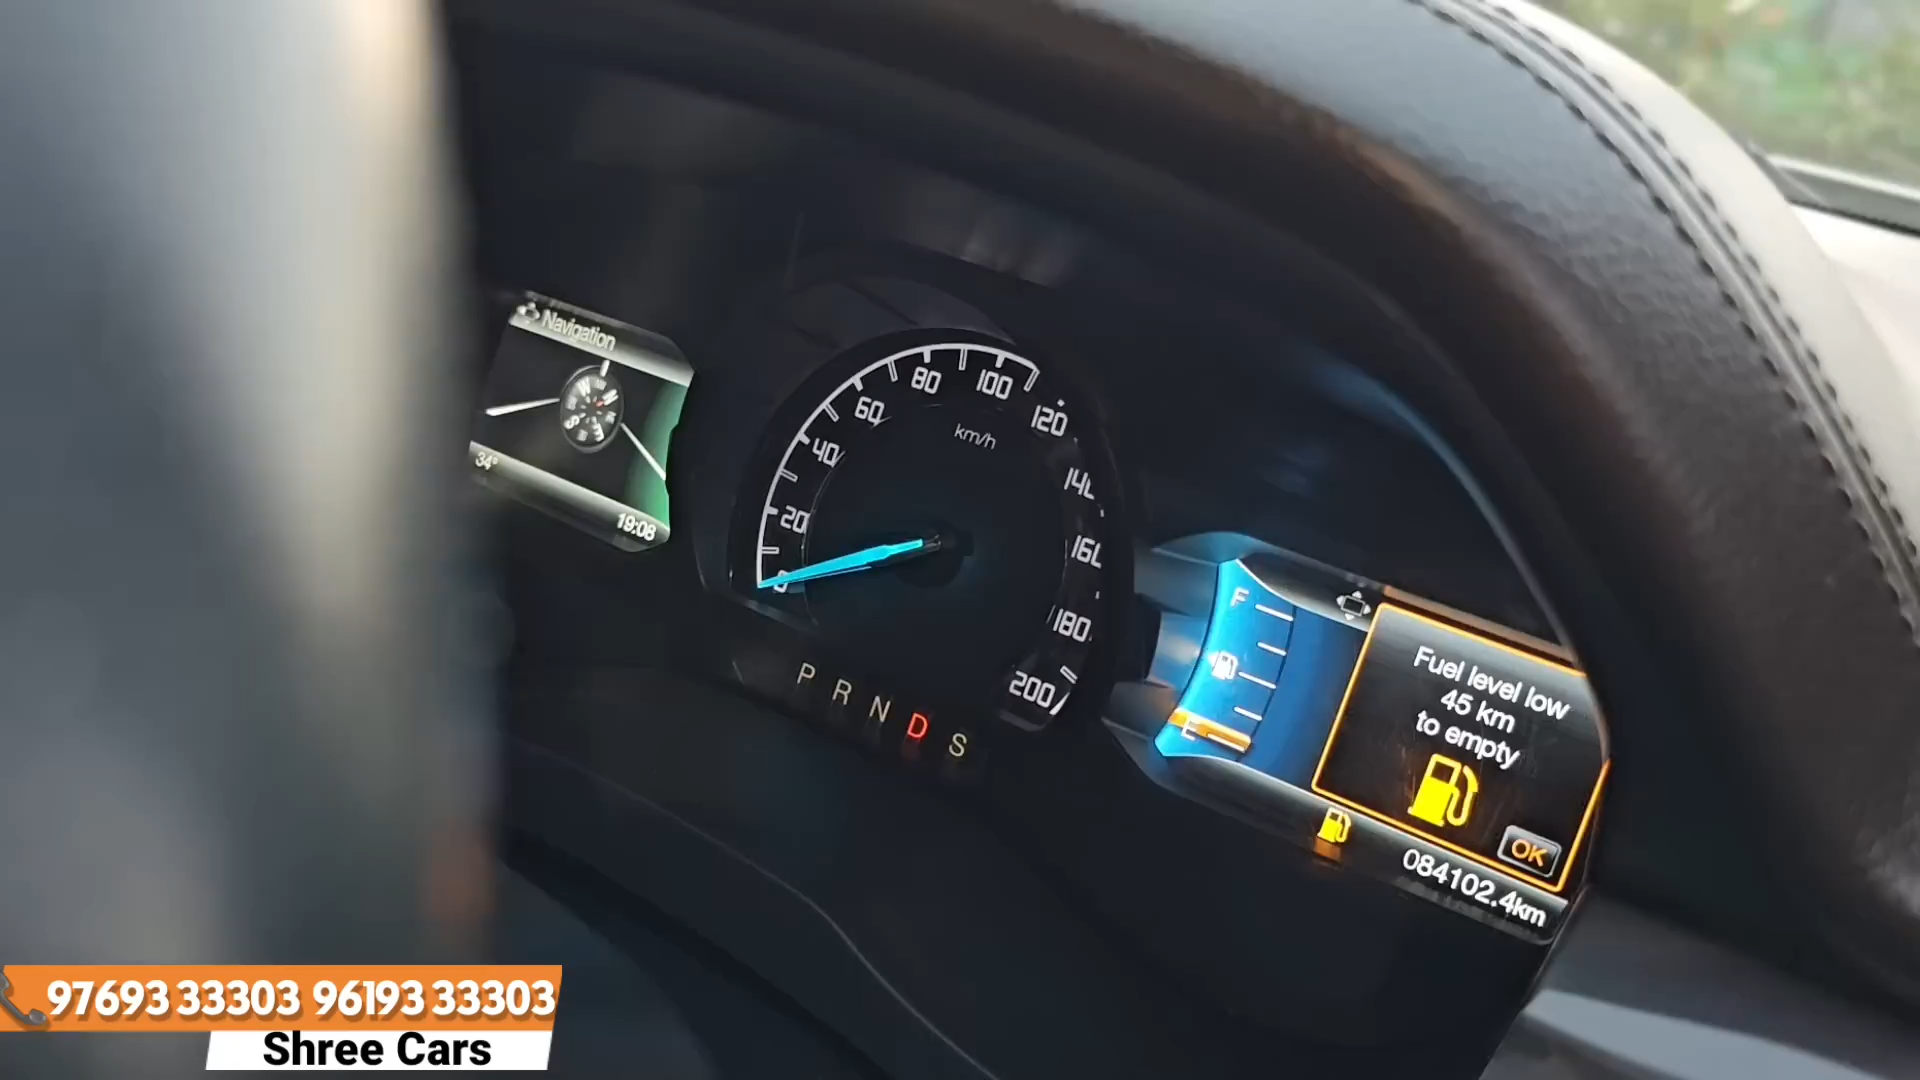 Navigation
34°
19:08
0
20
40
60
80
100
120
140
160
180
200
km/h
P R N D S
F
E
Fuel level low
45 km
to empty
OK
084102.4km
97693 33303 96193 33303
Shree Cars